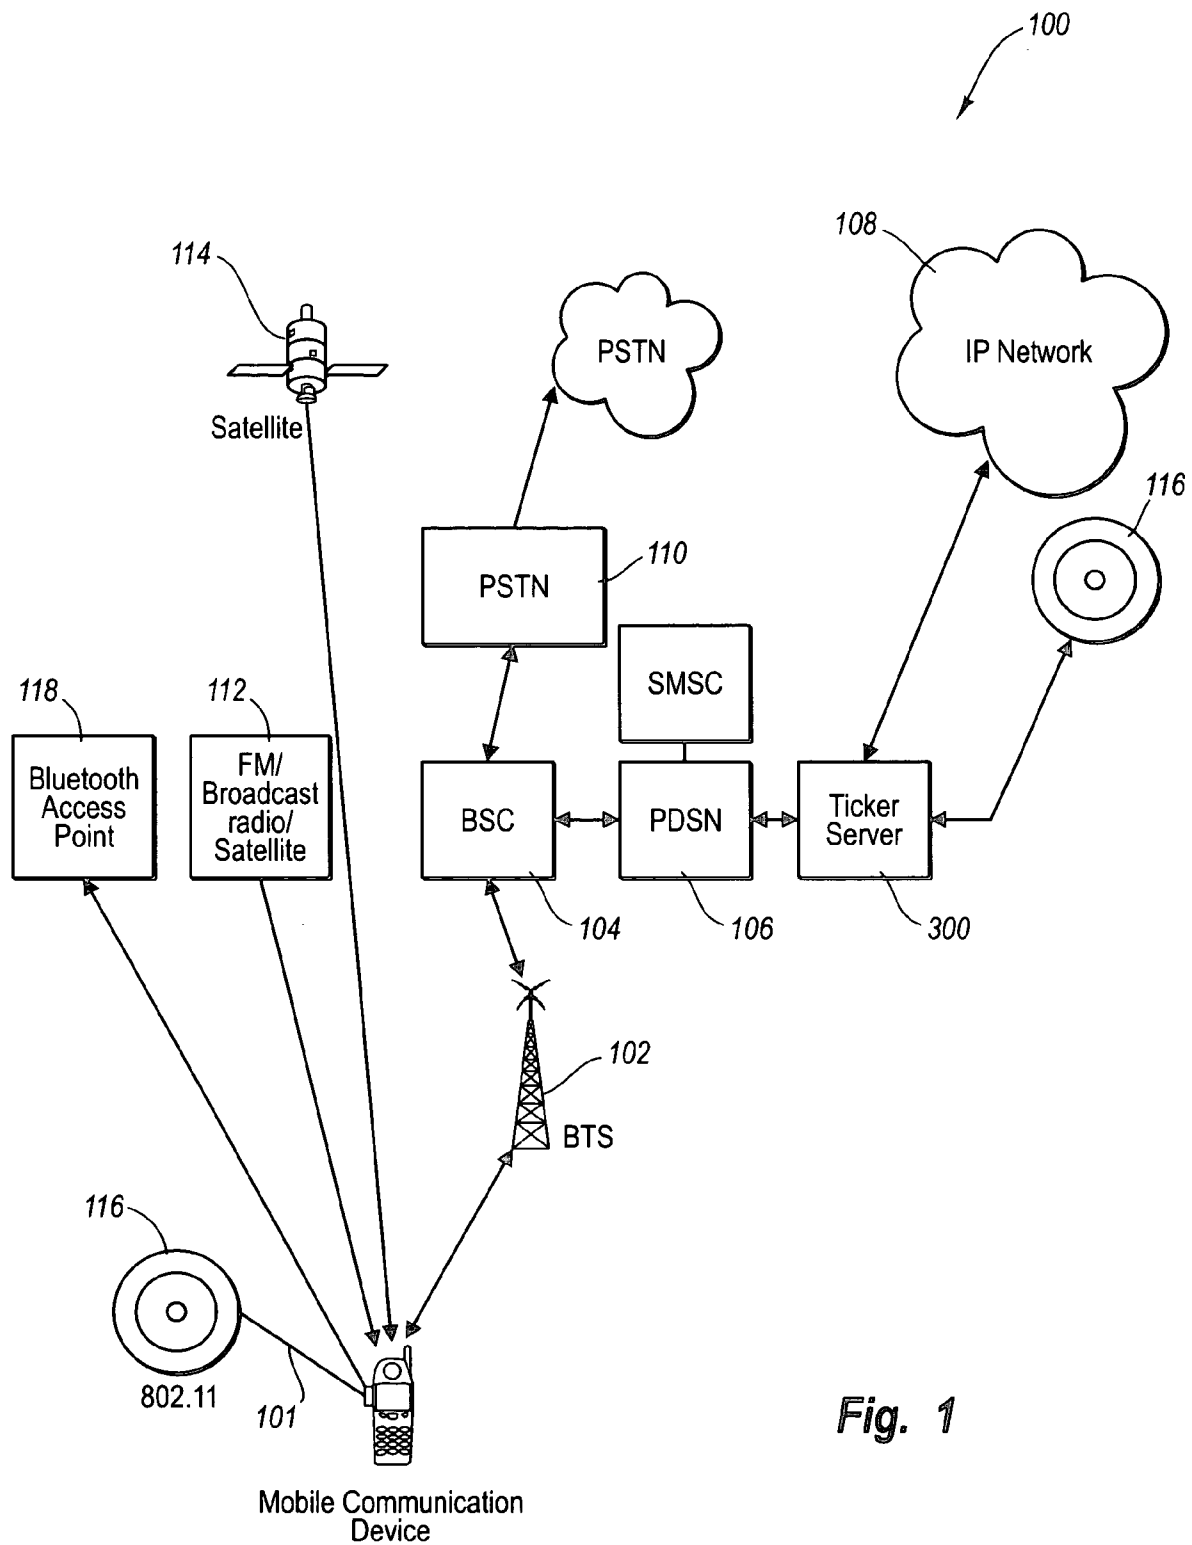 100
108
114
PSTN
IP Network
Satellite
116
110
PSTN
SMSC
118
112
Bluetooth
Access
Point
FM/
Broadcast
radio/
Satellite
BSC
PDSN
Ticker
Server
104
106
300
102
BTS
116
802.11
101
Fig. 1
Mobile Communication
Device